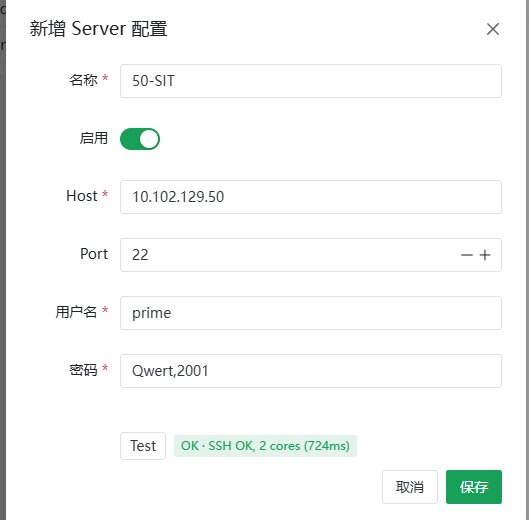 新增 Server 配置
名称 *
50-SIT
启用
Host *
10.102.129.50
Port
22
用户名 *
prime
密码 *
Qwert,2001
Test
OK · SSH OK, 2 cores (724ms)
取消
保存